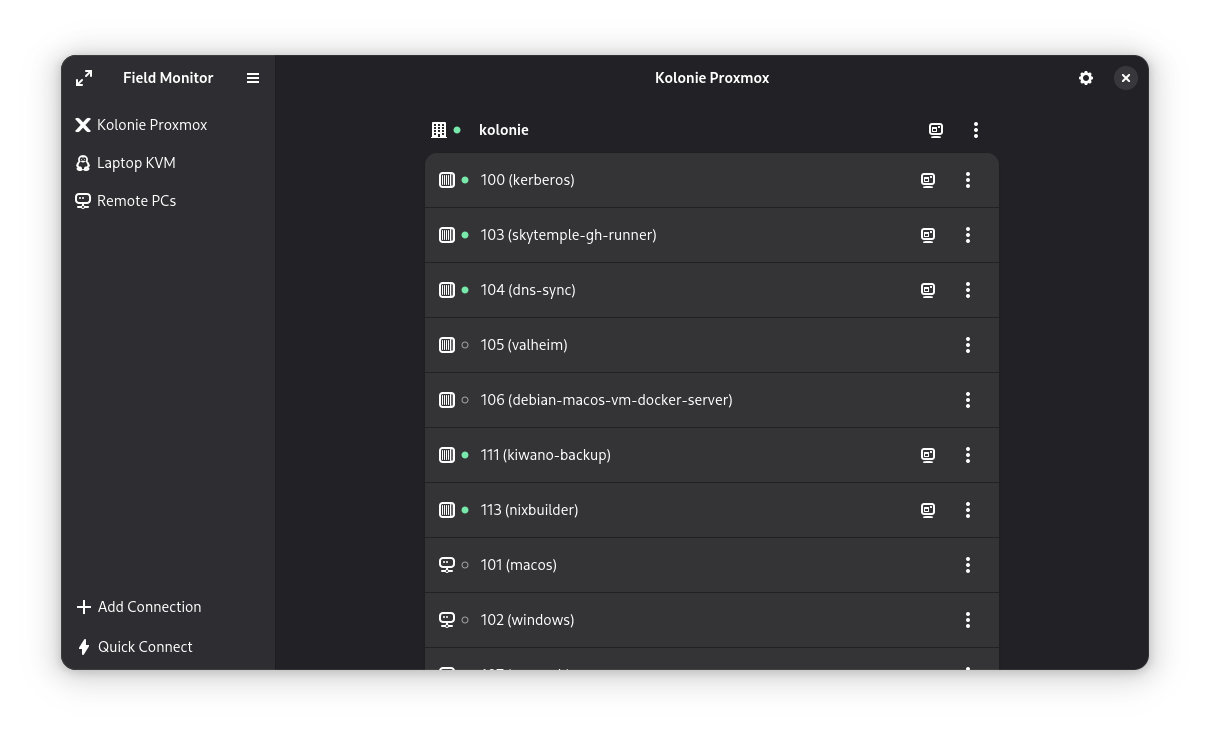 Field Monitor
Kolonie Proxmox
Kolonie Proxmox
Laptop KVM
Remote PCs
Add Connection
Quick Connect
kolonie
100 (kerberos)
103 (skytemple-gh-runner)
104 (dns-sync)
105 (valheim)
106 (debian-macos-vm-docker-server)
111 (kiwano-backup)
113 (nixbuilder)
101 (macos)
102 (windows)